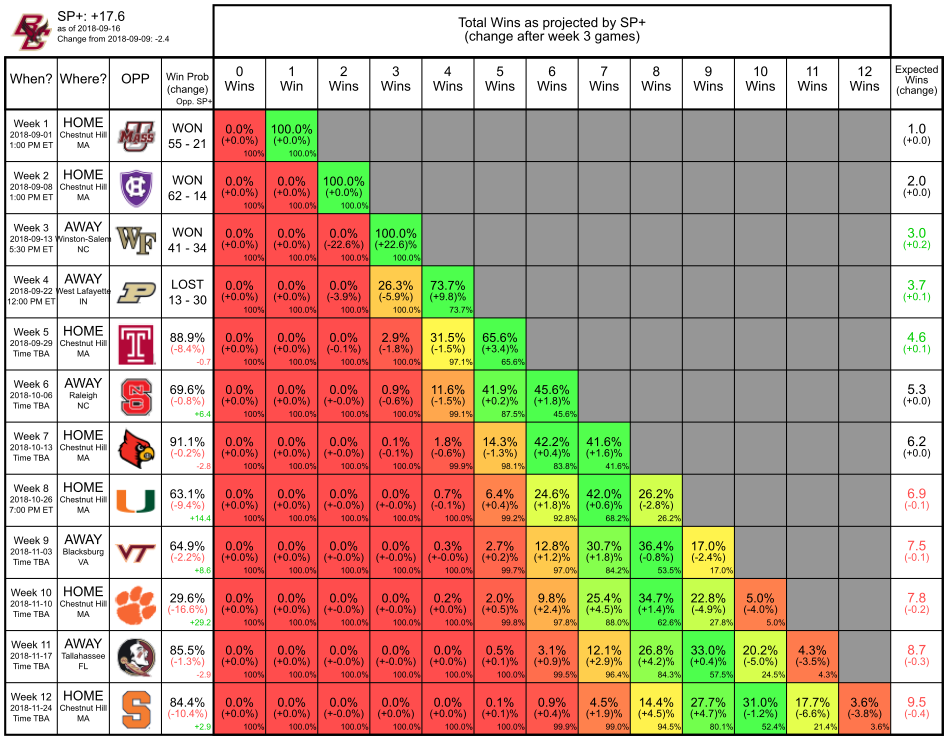 SP+: +17.6
as of 2018-09-16
Change from 2018-09-09: -2.4
Total Wins as projected by SP+
(change after week 3 games)
When? Where? OPP Win Prob (change) Opp. SP+ 0 Wins 1 Win 2 Wins 3 Wins 4 Wins 5 Wins 6 Wins 7 Wins 8 Wins 9 Wins 10 Wins 11 Wins 12 Wins Expected Wins (change)
Week 1 HOME WON 0.0% 100.0% 1.0
2018-09-01 Chestnut Hill Mass (+0.0%) (+0.0%) (+0.0)
1:00 PM ET MA 55 - 21 100% 100.0%
Week 2 HOME WON 0.0% 0.0% 100.0% 2.0
2018-09-08 Chestnut Hill HC (+0.0%) (+0.0%) (+0.0%) (+0.0)
1:00 PM ET MA 62 - 14 100% 100.0% 100.0%
Week 3 AWAY WON 0.0% 0.0% 0.0% 100.0% 3.0
2018-09-13 Winston-Salem WF (+0.0%) (+0.0%) (-22.6%) (+22.6)% (+0.2)
5:30 PM ET NC 41 - 34 100% 100.0% 100.0% 100.0%
Week 4 AWAY LOST 0.0% 0.0% 0.0% 26.3% 73.7% 3.7
2018-09-22 West Lafayette P (+0.0%) (+0.0%) (-3.9%) (-5.9%) (+9.8)% (+0.1)
12:00 PM ET IN 13 - 30 100% 100.0% 100.0% 100.0% 73.7%
Week 5 HOME 88.9% 0.0% 0.0% 0.0% 2.9% 31.5% 65.6% 4.6
2018-09-29 Chestnut Hill T (-8.4%) (+0.0%) (+0.0%) (-0.1%) (-1.8%) (-1.5%) (+3.4)% (+0.1)
Time TBA MA -0.7 100% 100.0% 100.0% 100.0% 97.1% 65.6%
Week 6 AWAY 69.6% 0.0% 0.0% 0.0% 0.9% 11.6% 41.9% 45.6% 5.3
2018-10-06 Raleigh S (-0.8%) (+0.0%) (+0.0%) (+-0.0%) (-0.6%) (-1.5%) (+0.2)% (+1.8)% (+0.0)
Time TBA NC +6.4 100% 100.0% 100.0% 100.0% 99.1% 87.5% 45.6%
Week 7 HOME 91.1% 0.0% 0.0% 0.0% 0.1% 1.8% 14.3% 42.2% 41.6% 6.2
2018-10-13 Chestnut Hill (-0.2%) (+0.0%) (+0.0%) (+-0.0%) (-0.1%) (-0.6%) (-1.3%) (+0.4)% (+1.6)% (+0.0)
Time TBA MA -2.8 100% 100.0% 100.0% 100.0% 99.9% 98.1% 83.8% 41.6%
Week 8 HOME 63.1% 0.0% 0.0% 0.0% 0.0% 0.7% 6.4% 24.6% 42.0% 26.2% 6.9
2018-10-26 Chestnut Hill U (-9.4%) (+0.0%) (+0.0%) (+-0.0%) (+-0.0%) (-0.1%) (+0.4)% (+1.8)% (+0.6)% (-2.8%) (-0.1)
7:00 PM ET MA +14.4 100% 100.0% 100.0% 100.0% 100.0% 99.2% 92.8% 68.2% 26.2%
Week 9 AWAY 64.9% 0.0% 0.0% 0.0% 0.0% 0.3% 2.7% 12.8% 30.7% 36.4% 17.0% 7.5
2018-11-03 Blacksburg VT (-2.2%) (+0.0%) (+0.0%) (+-0.0%) (+-0.0%) (+-0.0%) (+0.2)% (+1.2)% (+1.8)% (-0.8%) (-2.4%) (-0.1)
Time TBA VA +8.6 100% 100.0% 100.0% 100.0% 100.0% 99.7% 97.0% 84.2% 53.5% 17.0%
Week 10 HOME 29.6% 0.0% 0.0% 0.0% 0.0% 0.2% 2.0% 9.8% 25.4% 34.7% 22.8% 5.0% 7.8
2018-11-10 Chestnut Hill (-16.6%) (+0.0%) (+0.0%) (+-0.0%) (+-0.0%) (+0.0)% (+0.5)% (+2.4)% (+4.5)% (+1.4)% (-4.9%) (-4.0%) (-0.2)
Time TBA MA +29.2 100% 100.0% 100.0% 100.0% 100.0% 99.8% 97.8% 88.0% 62.6% 27.8% 5.0%
Week 11 AWAY 85.5% 0.0% 0.0% 0.0% 0.0% 0.0% 0.5% 3.1% 12.1% 26.8% 33.0% 20.2% 4.3% 8.7
2018-11-17 Tallahassee (-1.3%) (+0.0%) (+0.0%) (+-0.0%) (+-0.0%) (+-0.0%) (+0.1)% (+0.9)% (+2.9)% (+4.2)% (+0.4)% (-5.0%) (-3.5%) (-0.3)
Time TBA FL -2.9 100% 100.0% 100.0% 100.0% 100.0% 100.0% 99.5% 96.4% 84.3% 57.5% 24.5% 4.3%
Week 12 HOME 84.4% 0.0% 0.0% 0.0% 0.0% 0.0% 0.1% 0.9% 4.5% 14.4% 27.7% 31.0% 17.7% 3.6% 9.5
2018-11-24 Chestnut Hill S (-10.4%) (+0.0%) (+0.0%) (+0.0)% (+-0.0%) (+-0.0%) (+0.1)% (+0.4)% (+1.9)% (+4.5)% (+4.7)% (-1.2%) (-6.6%) (-3.8%) (-0.4)
Time TBA MA +2.9 100% 100.0% 100.0% 100.0% 100.0% 100.0% 99.9% 99.0% 94.5% 80.1% 52.4% 21.4% 3.6%